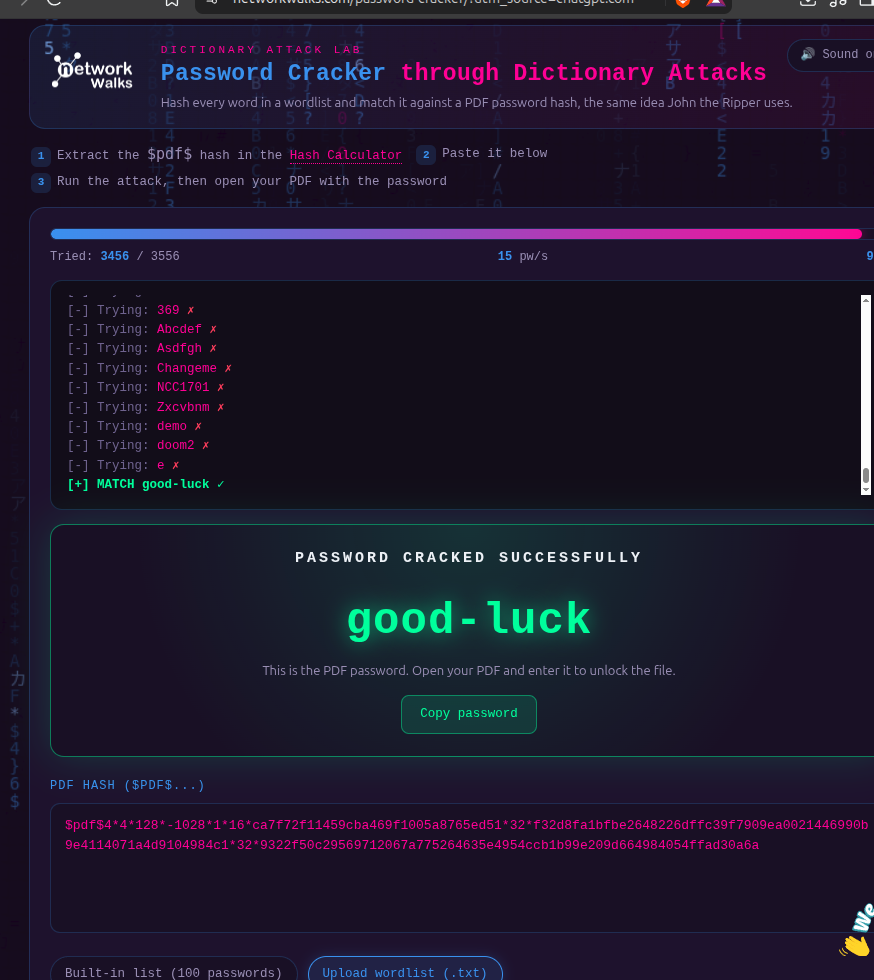 networkwalks.com/password-cracker/?utm_source=chatgpt.com
DICTIONARY ATTACK LAB
network
Walks
Password Cracker through Dictionary Attacks
Sound
Hash every word in a wordlist and match it against a PDF password hash, the same idea John the Ripper uses.
1 Extract the $pdf$ hash in the Hash Calculator 2 Paste it below
3 Run the attack, then open your PDF with the password
Tried: 3456 / 3556 15 pw/s 9
[-] Trying: 369 ✗
[-] Trying: Abcdef ✗
[-] Trying: Asdfgh ✗
[-] Trying: Changeme ✗
[-] Trying: NCC1701 ✗
[-] Trying: Zxcvbnm ✗
[-] Trying: demo ✗
[-] Trying: doom2 ✗
[-] Trying: e ✗
[+] MATCH good-luck ✓
PASSWORD CRACKED SUCCESSFULLY
good-luck
This is the PDF password. Open your PDF and enter it to unlock the file.
Copy password
PDF HASH ($PDF$...)
$pdf$4*4*128*-1028*1*16*ca7f72f11459cba469f1005a8765ed51*32*f32d8fa1bfbe2648226dffc39f7909ea0021446990b
9e4114071a4d9104984c1*32*9322f50c29569712067a775264635e4954ccb1b99e209d664984054ffad30a6a
We
Built-in list (100 passwords) Upload wordlist (.txt)